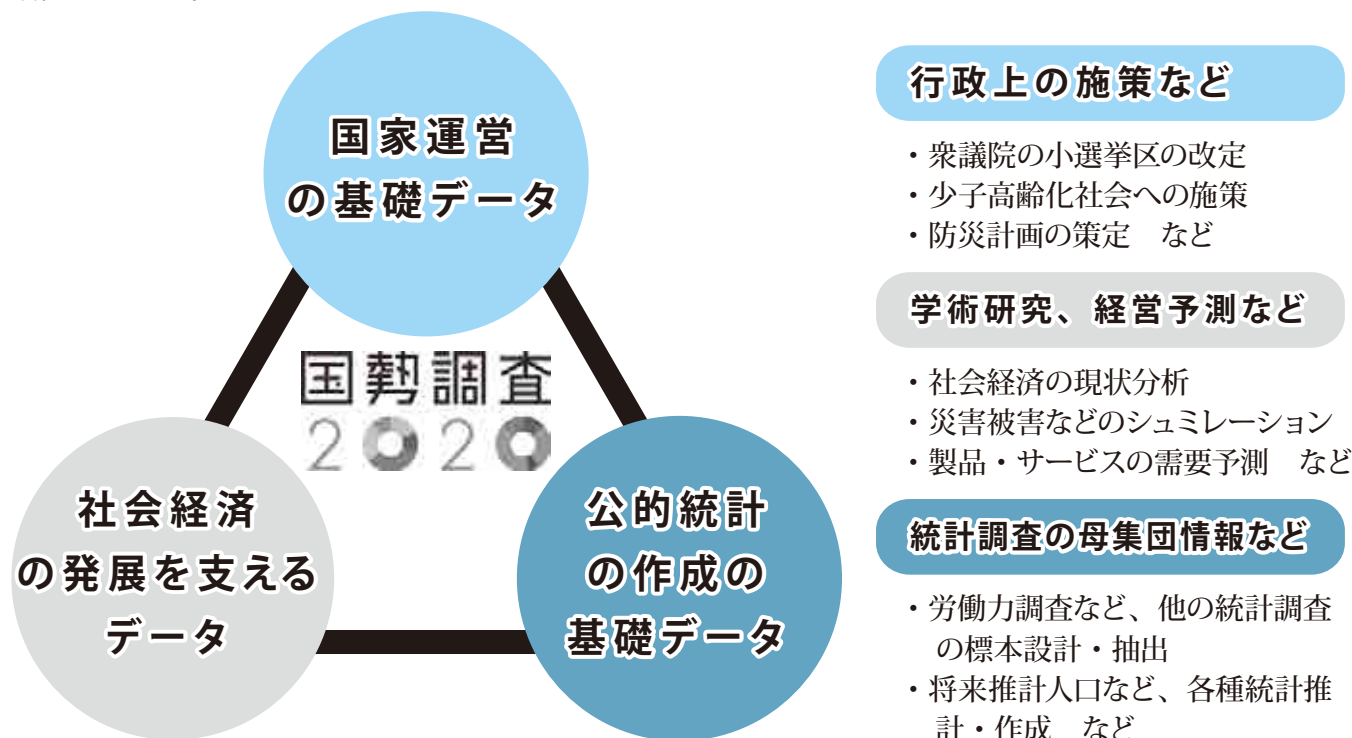 国家運営
の基礎データ
国勢調査
2020
社会経済
の発展を支える
データ
公的統計
の作成の
基礎データ
行政上の施策など
・衆議院の小選挙区の改定
・少子高齢化社会への施策
・防災計画の策定　など
学術研究、経営予測など
・社会経済の現状分析
・災害被害などのシュミレーション
・製品・サービスの需要予測　など
統計調査の母集団情報など
・労働力調査など、他の統計調査
の標本設計・抽出
・将来推計人口など、各種統計推
計・作成　など